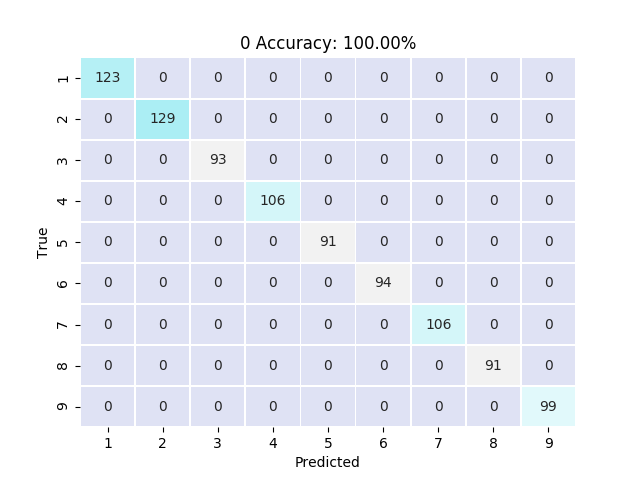 0 Accuracy: 100.00%
1 123 0 0 0 0 0 0 0 0
2 0 129 0 0 0 0 0 0 0
3 0 0 93 0 0 0 0 0 0
4 0 0 0 106 0 0 0 0 0
5 0 0 0 0 91 0 0 0 0
6 0 0 0 0 0 94 0 0 0
7 0 0 0 0 0 0 106 0 0
8 0 0 0 0 0 0 0 91 0
9 0 0 0 0 0 0 0 0 99
True
1 2 3 4 5 6 7 8 9
Predicted